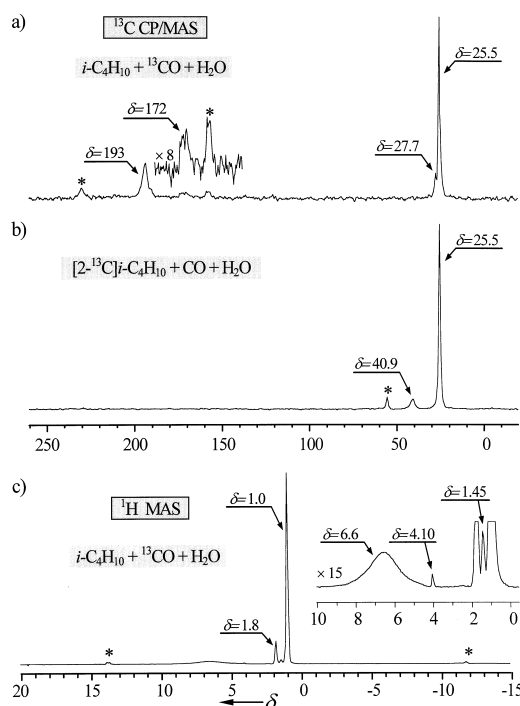 a)
¹³C CP/MAS
i-C₄H₁₀ + ¹³CO + H₂O
δ=25.5
δ=172
*
× 8
δ=193
δ=27.7
*
b)
[2-¹³C]i-C₄H₁₀ + CO + H₂O
δ=25.5
δ=40.9
*
250 200 150 100 50 0
c)
¹H MAS
i-C₄H₁₀ + ¹³CO + H₂O
δ=1.0
δ=1.45
δ=6.6
δ=4.10
× 15
10 8 6 4 2 0
δ=1.8
*
*
20 15 10 5 0 -5 -10 -15
← δ